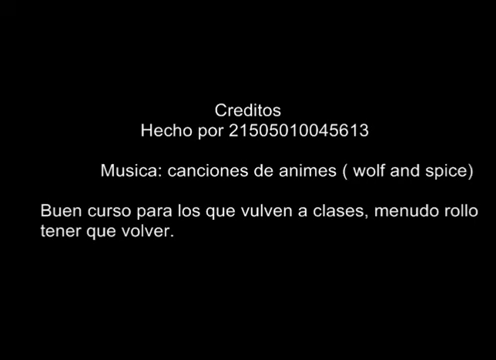 Creditos
Hecho por 21505010045613
Musica: canciones de animes ( wolf and spice)
Buen curso para los que vulven a clases, menudo rollo
tener que volver.